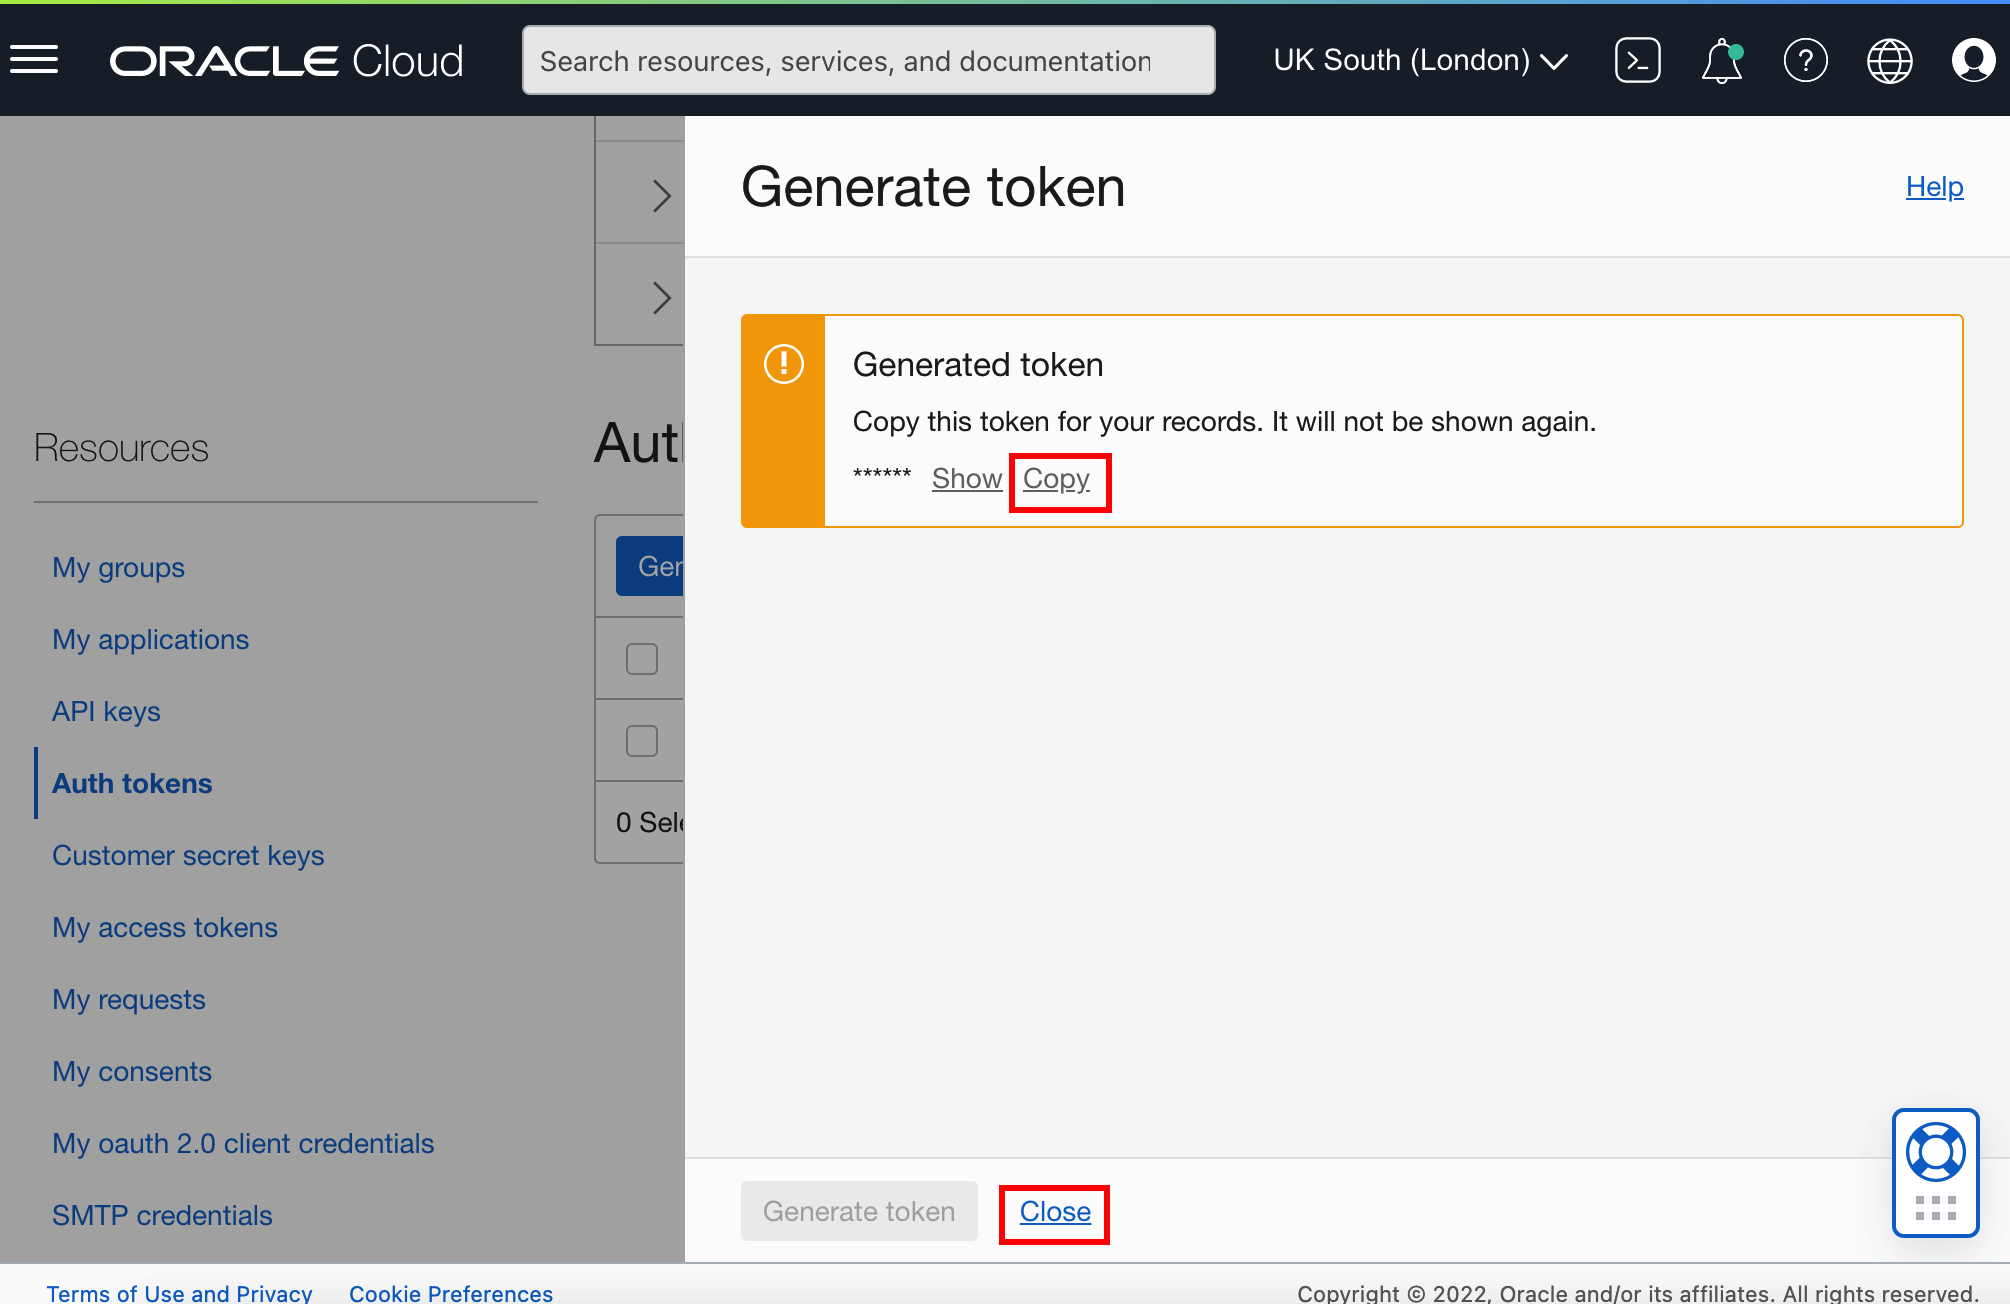 ORACLE Cloud
Search resources, services, and documentation
UK South (London)
Generate token
Help
Generated token
Copy this token for your records. It will not be shown again.
****** Show Copy
Resources
My groups
My applications
API keys
Auth tokens
Customer secret keys
My access tokens
My requests
My consents
My oauth 2.0 client credentials
SMTP credentials
Aut
Ger
0 Sele
Generate token
Close
Terms of Use and Privacy
Cookie Preferences
Copyright © 2022, Oracle and/or its affiliates. All rights reserved.